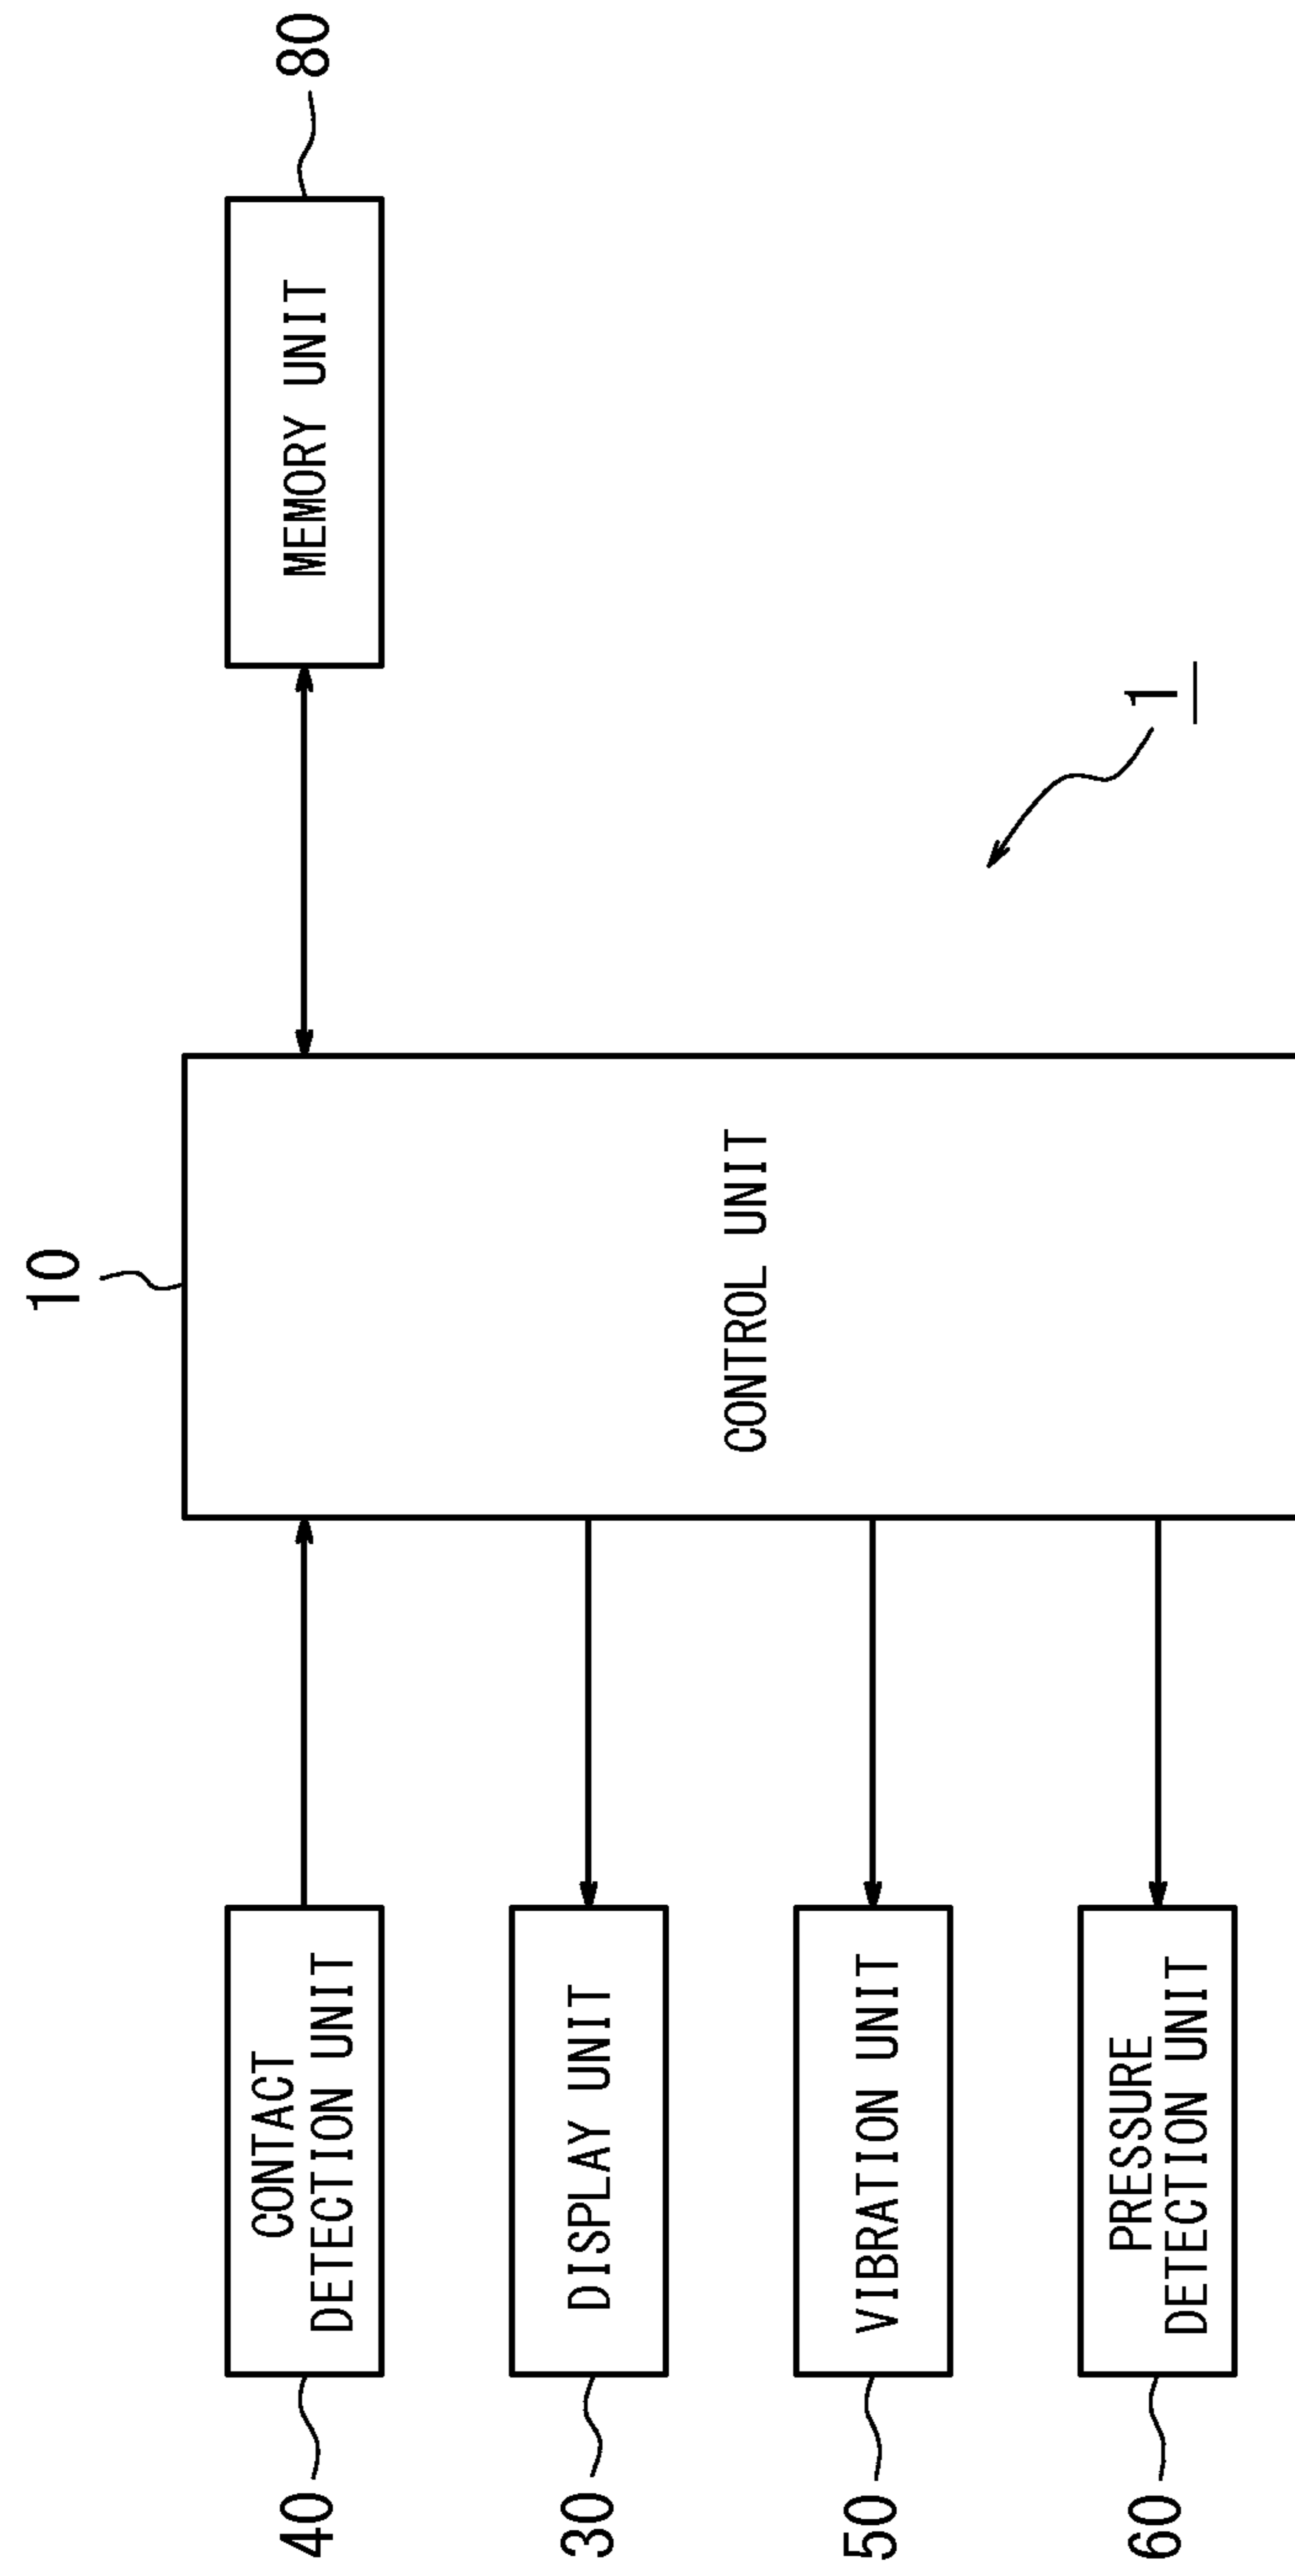 10
40
CONTACT
DETECTION UNIT
CONTROL UNIT
MEMORY UNIT
80
30
DISPLAY UNIT
50
VIBRATION UNIT
60
PRESSURE
DETECTION UNIT
1